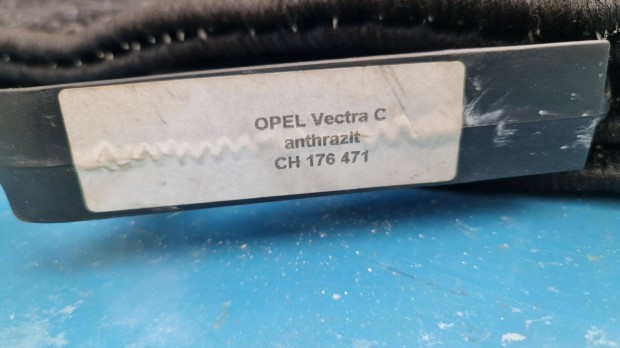 OPEL Vectra C
anthrazit
CH 176 471